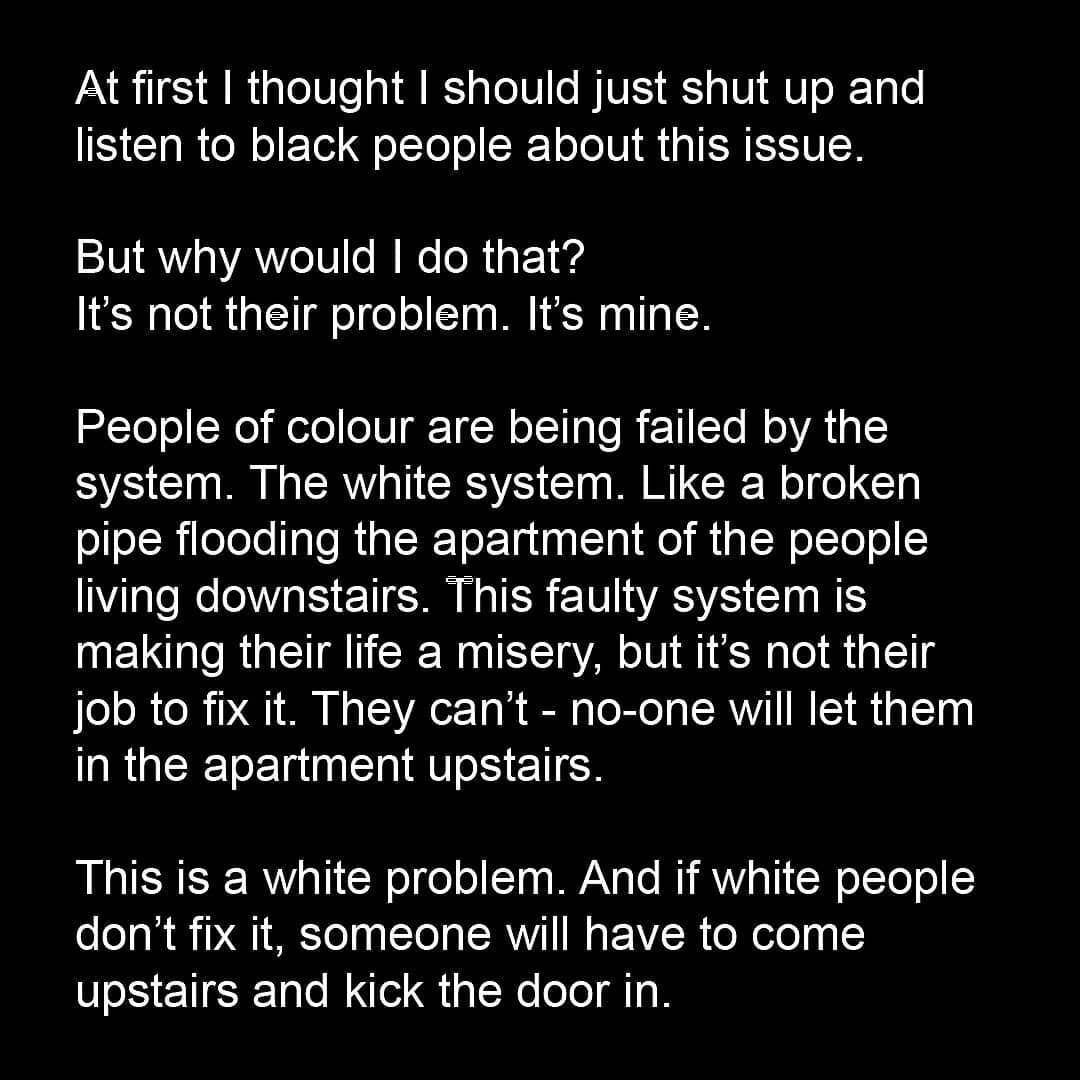 At first I thought I should just shut up and
listen to black people about this issue.
But why would I do that?
It’s not their problem. It’s mine.
People of colour are being failed by the
system. The white system. Like a broken
pipe flooding the apartment of the people
living downstairs. This faulty system is
making their life a misery, but it’s not their
job to fix it. They can’t - no-one will let them
in the apartment upstairs.
This is a white problem. And if white people
don’t fix it, someone will have to come
upstairs and kick the door in.